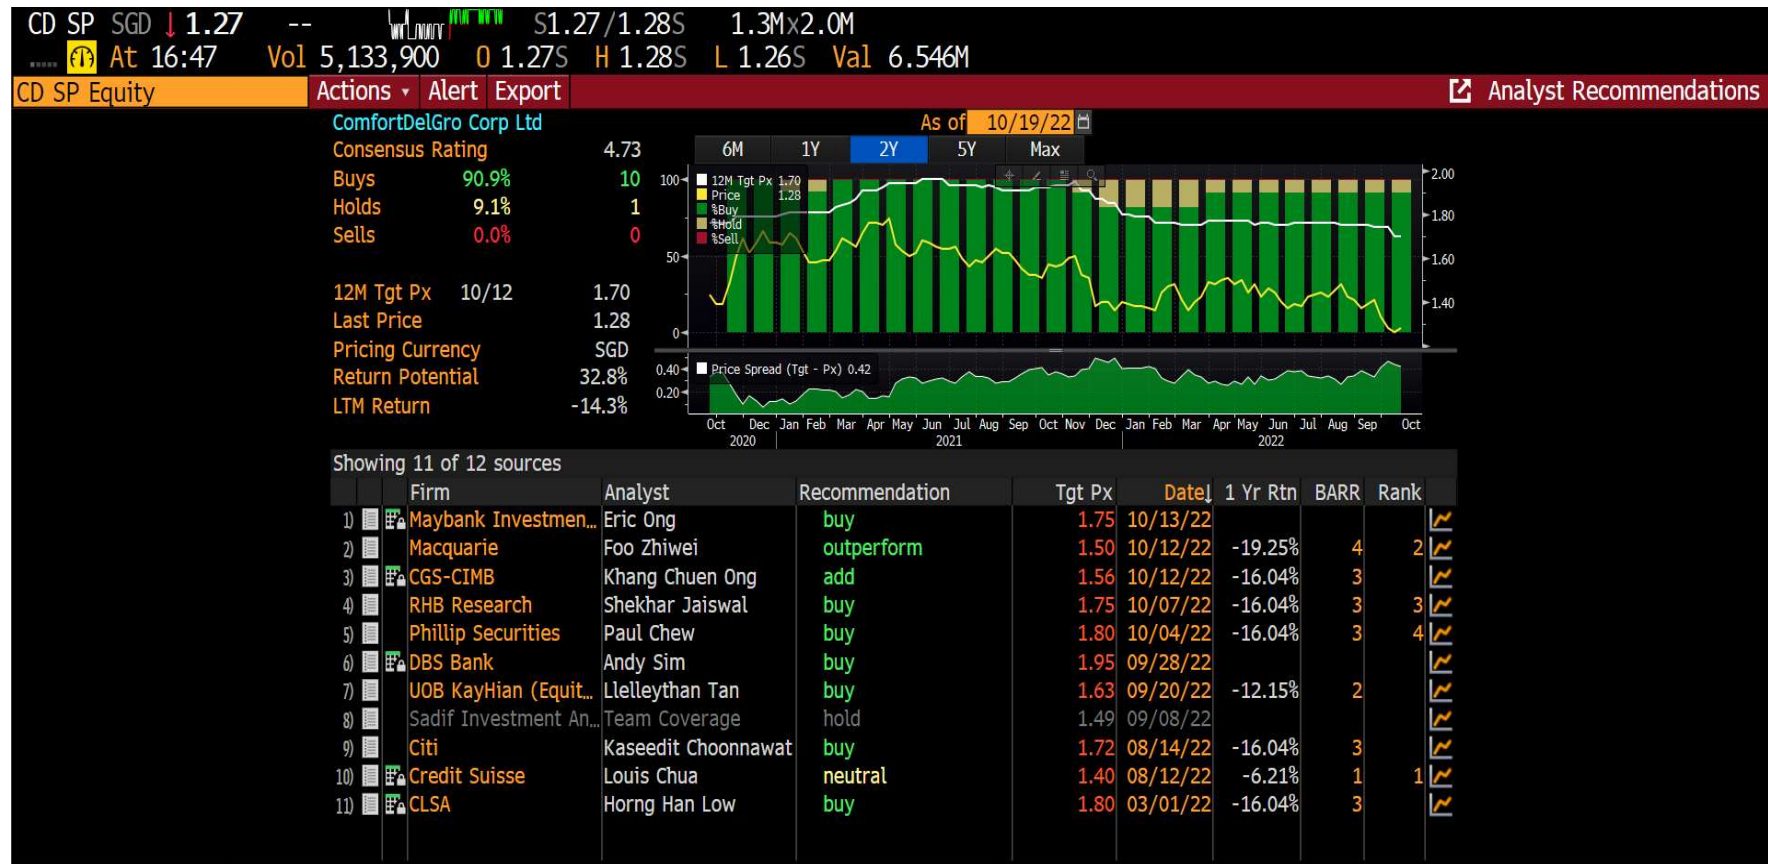 CD SP SGD ↓ 1.27 -- S1.27/1.28S 1.3Mx2.0M
At 16:47 Vol 5,133,900 O 1.27S H 1.28S L 1.26S Val 6.546M
CD SP Equity Actions Alert Export Analyst Recommendations
ComfortDelGro Corp Ltd As of 10/19/22
Consensus Rating 4.73
6M 1Y 2Y 5Y Max
Buys 90.9% 10
Holds 9.1% 1
Sells 0.0% 0
12M Tgt Px 10/12 1.70
Last Price 1.28
Pricing Currency SGD
Return Potential 32.8%
LTM Return -14.3%
12M Tgt Px 1.70
Price 1.28
%Buy
%Hold
%Sell
100
50
0
2.00
1.80
1.60
1.40
Price Spread (Tgt - Px) 0.42
0.40
0.20
Oct Dec Jan Feb Mar Apr May Jun Jul Aug Sep Oct Nov Dec Jan Feb Mar Apr May Jun Jul Aug Sep Oct
2020 2021 2022
Showing 11 of 12 sources
Firm Analyst Recommendation Tgt Px Date↓ 1 Yr Rtn BARR Rank
1) Maybank Investmen… Eric Ong buy 1.75 10/13/22
2) Macquarie Foo Zhiwei outperform 1.50 10/12/22 -19.25% 4 2
3) CGS-CIMB Khang Chuen Ong add 1.56 10/12/22 -16.04% 3
4) RHB Research Shekhar Jaiswal buy 1.75 10/07/22 -16.04% 3 3
5) Phillip Securities Paul Chew buy 1.80 10/04/22 -16.04% 3 4
6) DBS Bank Andy Sim buy 1.95 09/28/22
7) UOB KayHian (Equit… Llelleythan Tan buy 1.63 09/20/22 -12.15% 2
8) Sadif Investment An… Team Coverage hold 1.49 09/08/22
9) Citi Kaseedit Choonnawat buy 1.72 08/14/22 -16.04% 3
10) Credit Suisse Louis Chua neutral 1.40 08/12/22 -6.21% 1 1
11) CLSA Horng Han Low buy 1.80 03/01/22 -16.04% 3